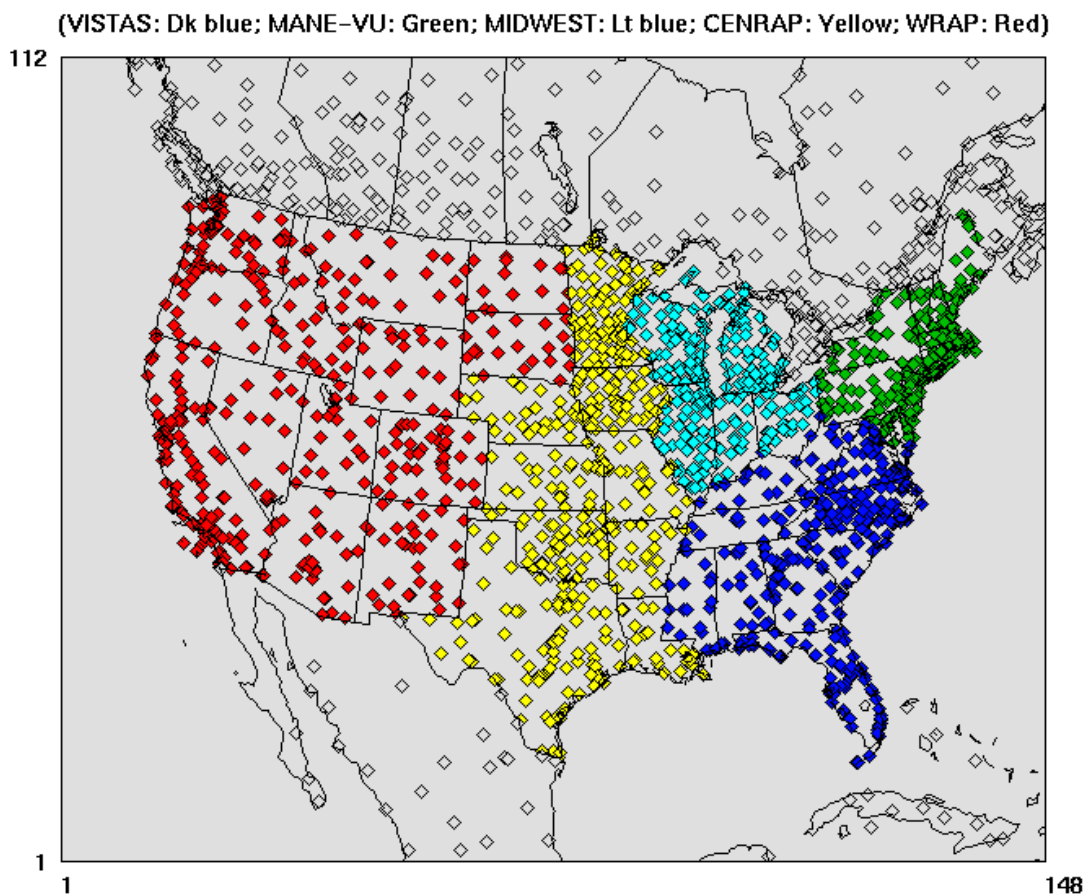 (VISTAS: Dk blue; MANE-VU: Green; MIDWEST: Lt blue; CENRAP: Yellow; WRAP: Red)
112
1
1
148